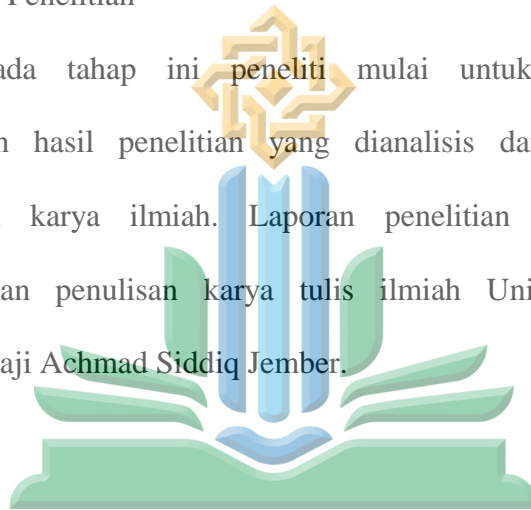 Penelitian
ada tahap ini peneliti mulai untuk
hasil penelitian yang dianalisis da
karya ilmiah. Laporan penelitian
an penulisan karya tulis ilmiah Uni
aji Achmad Siddiq Jember.